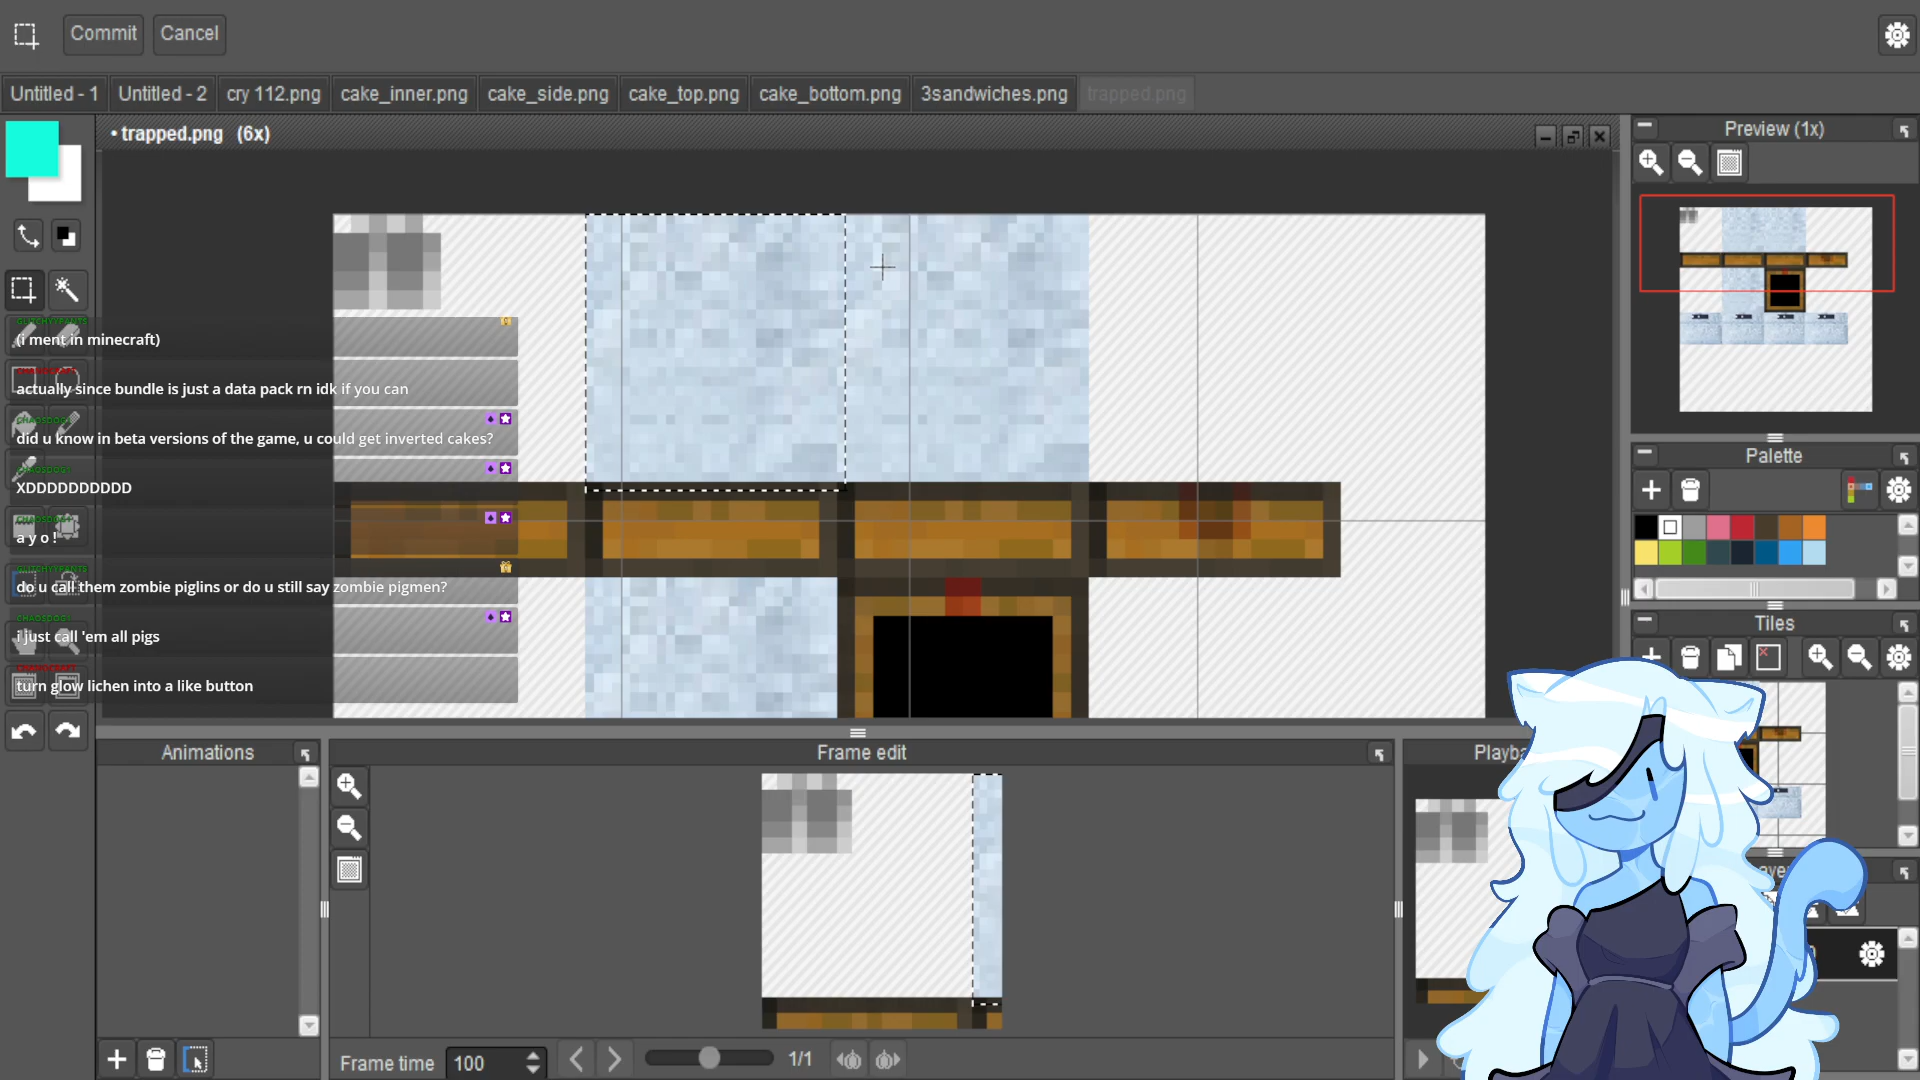 Commit
Cancel
Untitled - 1
Untitled - 2
cry 112.png
cake_inner.png
cake_side.png
cake_top.png
cake_bottom.png
3sandwiches.png
trapped.png
• trapped.png (6x)
Preview (1x)
(i ment in minecraft)
actually since bundle is just a data pack rn idk if you can
did u know in beta versions of the game, u could get inverted cakes?
XDDDDDDDDDD
a y o !
do u call them zombie piglins or do u still say zombie pigmen?
i just call 'em all pigs
turn glow lichen into a like button
Palette
Tiles
Animations
Frame edit
Frame time
100
1/1